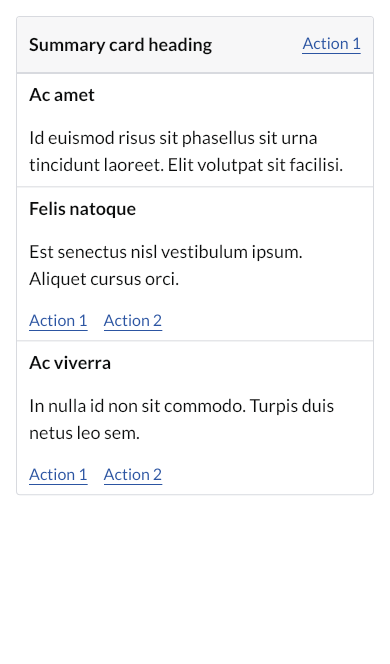 Summary card heading Action 1
Ac amet
Id euismod risus sit phasellus sit urna
tincidunt laoreet. Elit volutpat sit facilisi.
Felis natoque
Est senectus nisl vestibulum ipsum.
Aliquet cursus orci.
Action 1 Action 2
Ac viverra
In nulla id non sit commodo. Turpis duis
netus leo sem.
Action 1 Action 2